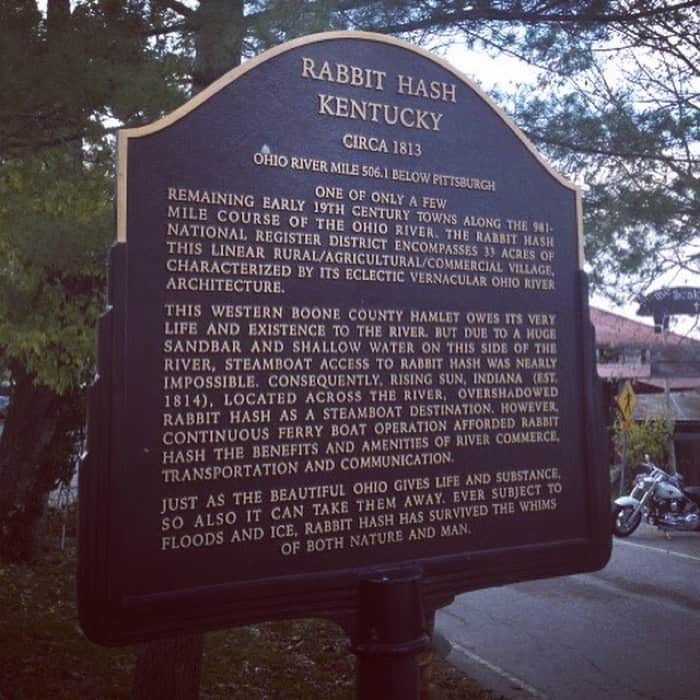 RABBIT HASH
KENTUCKY
CIRCA 1813
OHIO RIVER MILE 506.1 BELOW PITTSBURGH
ONE OF ONLY A FEW
REMAINING EARLY 19TH CENTURY TOWNS ALONG THE 981-
MILE COURSE OF THE OHIO RIVER. THE RABBIT HASH
NATIONAL REGISTER DISTRICT ENCOMPASSES 33 ACRES OF
THIS LINEAR RURAL/AGRICULTURAL/COMMERCIAL VILLAGE,
CHARACTERIZED BY ITS ECLECTIC VERNACULAR OHIO RIVER
ARCHITECTURE.
THIS WESTERN BOONE COUNTY HAMLET OWES ITS VERY
LIFE AND EXISTENCE TO THE RIVER. BUT DUE TO A HUGE
SANDBAR AND SHALLOW WATER ON THIS SIDE OF THE
RIVER, STEAMBOAT ACCESS TO RABBIT HASH WAS NEARLY
IMPOSSIBLE. CONSEQUENTLY, RISING SUN, INDIANA (EST.
1814), LOCATED ACROSS THE RIVER, OVERSHADOWED
RABBIT HASH AS A STEAMBOAT DESTINATION. HOWEVER,
CONTINUOUS FERRY BOAT OPERATION AFFORDED RABBIT
HASH THE BENEFITS AND AMENITIES OF RIVER COMMERCE,
TRANSPORTATION AND COMMUNICATION.
JUST AS THE BEAUTIFUL OHIO GIVES LIFE AND SUBSTANCE,
SO ALSO IT CAN TAKE THEM AWAY. EVER SUBJECT TO
FLOODS AND ICE, RABBIT HASH HAS SURVIVED THE WHIMS
OF BOTH NATURE AND MAN.